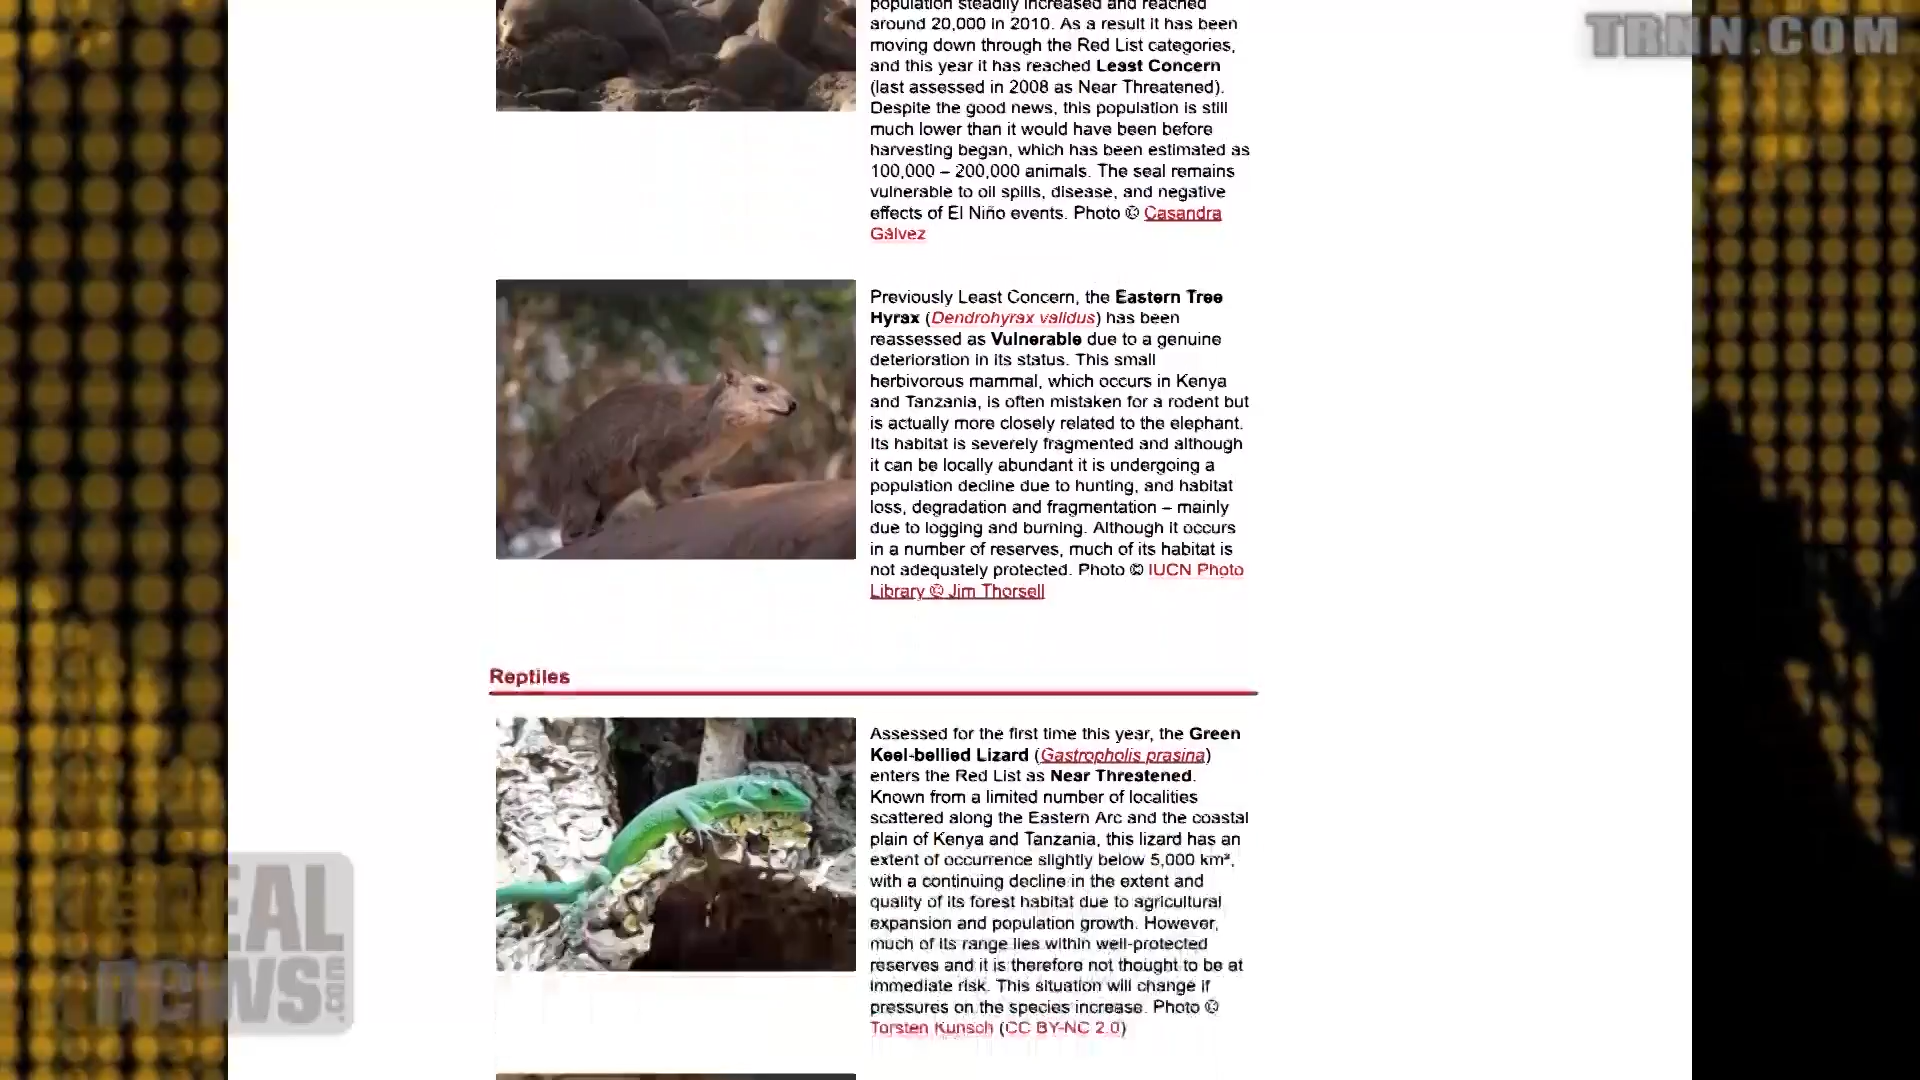 TRNN.COM
population steadily increased and reached
around 20,000 in 2010. As a result it has been
moving down through the Red List categories,
and this year it has reached Least Concern
(last assessed in 2008 as Near Threatened).
Despite the good news, this population is still
much lower than it would have been before
harvesting began, which has been estimated as
100,000 – 200,000 animals. The seal remains
vulnerable to oil spills, disease, and negative
effects of El Niño events. Photo © Casandra
Gálvez
Previously Least Concern, the Eastern Tree
Hyrax (Dendrohyrax validus) has been
reassessed as Vulnerable due to a genuine
deterioration in its status. This small
herbivorous mammal, which occurs in Kenya
and Tanzania, is often mistaken for a rodent but
is actually more closely related to the elephant.
Its habitat is severely fragmented and although
it can be locally abundant it is undergoing a
population decline due to hunting, and habitat
loss, degradation and fragmentation – mainly
due to logging and burning. Although it occurs
in a number of reserves, much of its habitat is
not adequately protected. Photo © IUCN Photo
Library © Jim Thorsell
Reptiles
Assessed for the first time this year, the Green
Keel-bellied Lizard (Gastropholis prasina)
enters the Red List as Near Threatened.
Known from a limited number of localities
scattered along the Eastern Arc and the coastal
plain of Kenya and Tanzania, this lizard has an
extent of occurrence slightly below 5,000 km²,
with a continuing decline in the extent and
quality of its forest habitat due to agricultural
expansion and population growth. However,
much of its range lies within well-protected
reserves and it is therefore not thought to be at
immediate risk. This situation will change if
pressures on the species increase. Photo ©
Torsten Kunsch (CC BY-NC 2.0)
REAL
news.com